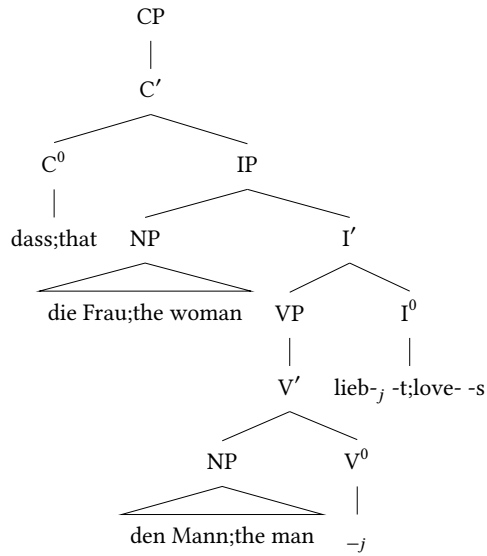 CP
C′
C⁰ IP
dass;that NP I′
die Frau;the woman VP I⁰
V′ lieb-ⱼ -t;love- -s
NP V⁰
den Mann;the man −ⱼ